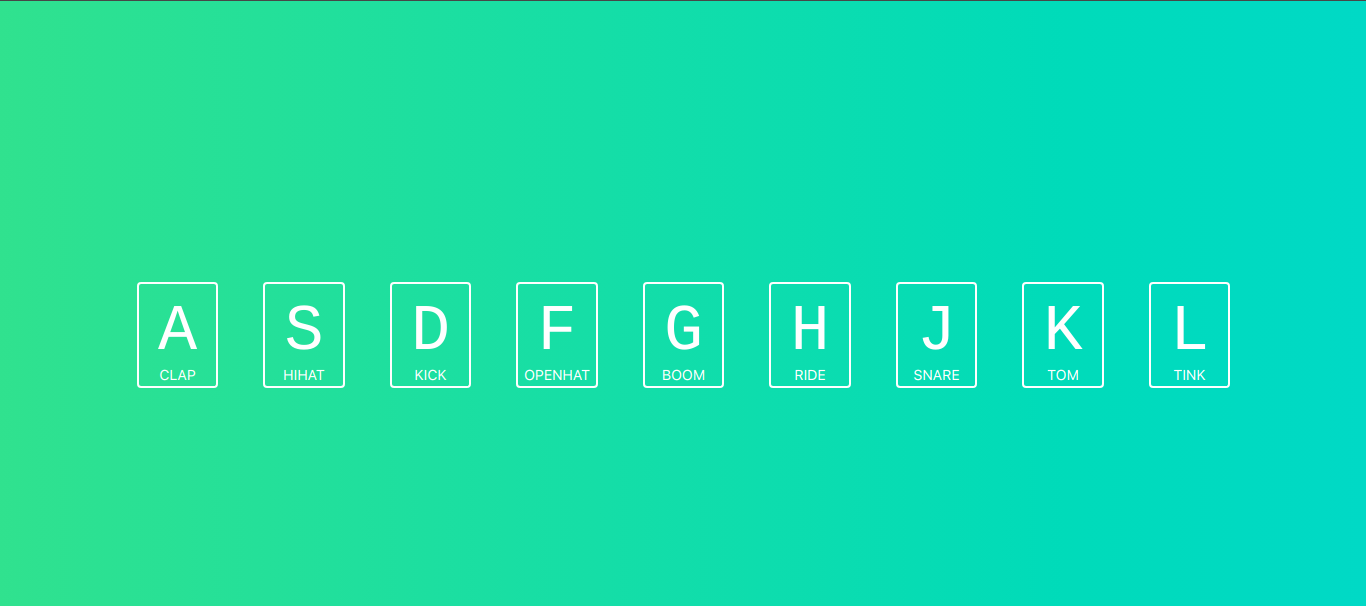 A S D F G H J K L
CLAP HIHAT KICK OPENHAT BOOM RIDE SNARE TOM TINK